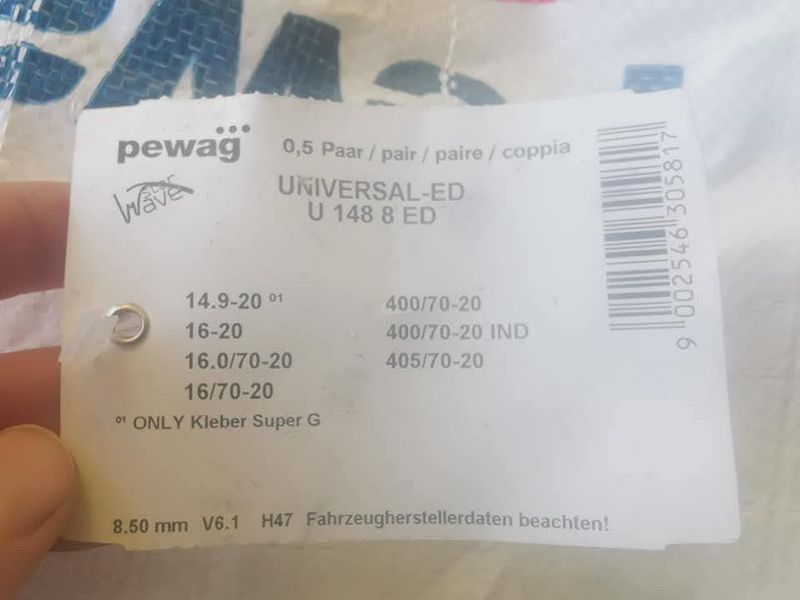 pewag
0,5 Paar / pair / paire / coppia
star
wave
UNIVERSAL-ED
U 148 8 ED
14.9-20 ⁰¹
400/70-20
16-20
400/70-20 IND
16.0/70-20
405/70-20
16/70-20
⁰¹ ONLY Kleber Super G
8.50 mm V6.1 H47 Fahrzeugherstellerdaten beachten!
9 002546 305817